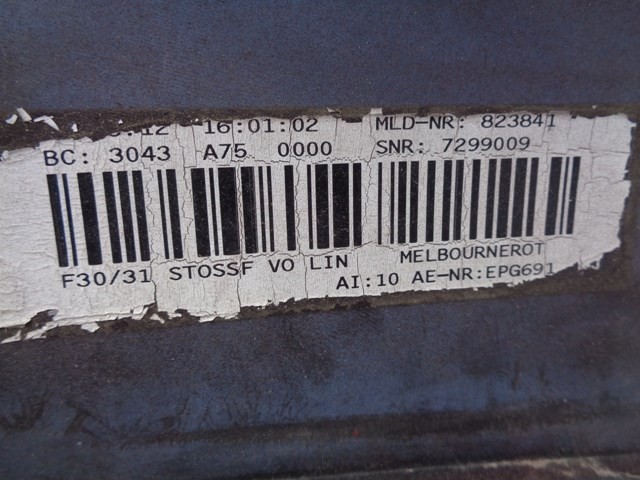 16:01:02 MLD-NR: 823841
BC: 3043 A75 0000 SNR: 7299009
F30/31 STOSSF VO LIN MELBOURNEROT
AI:10 AE-NR:EPG691